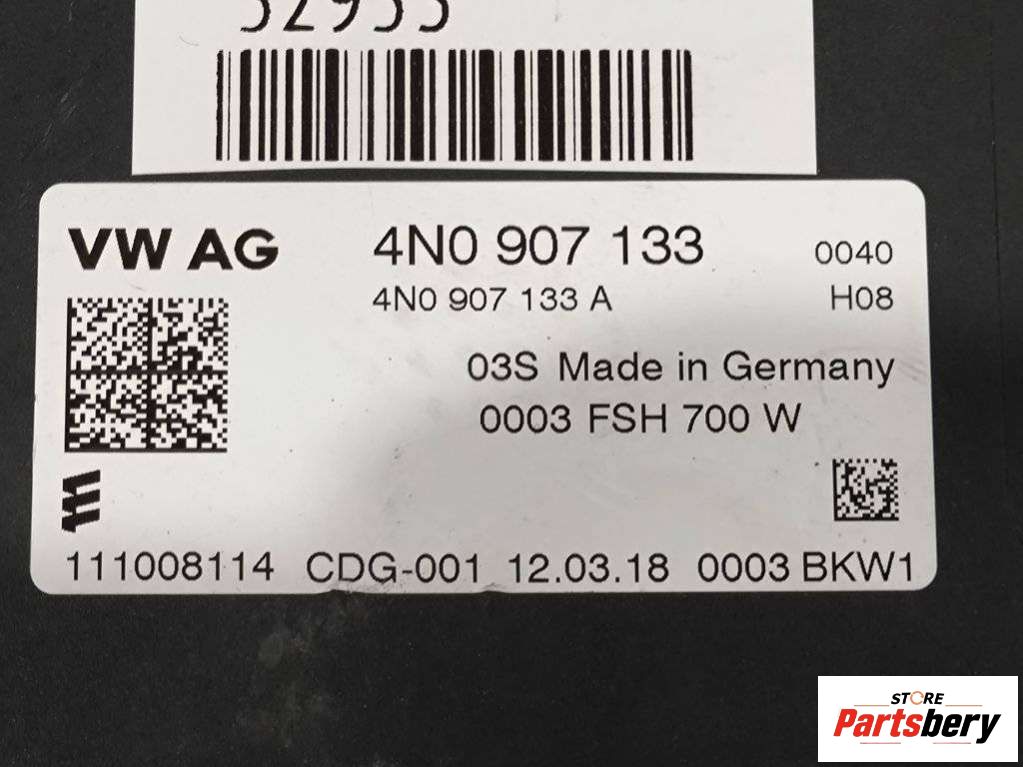 VW AG 4N0 907 133 0040
4N0 907 133 A H08
03S Made in Germany
0003 FSH 700 W
111008114 CDG-001 12.03.18 0003 BKW1
STORE
Partsbery